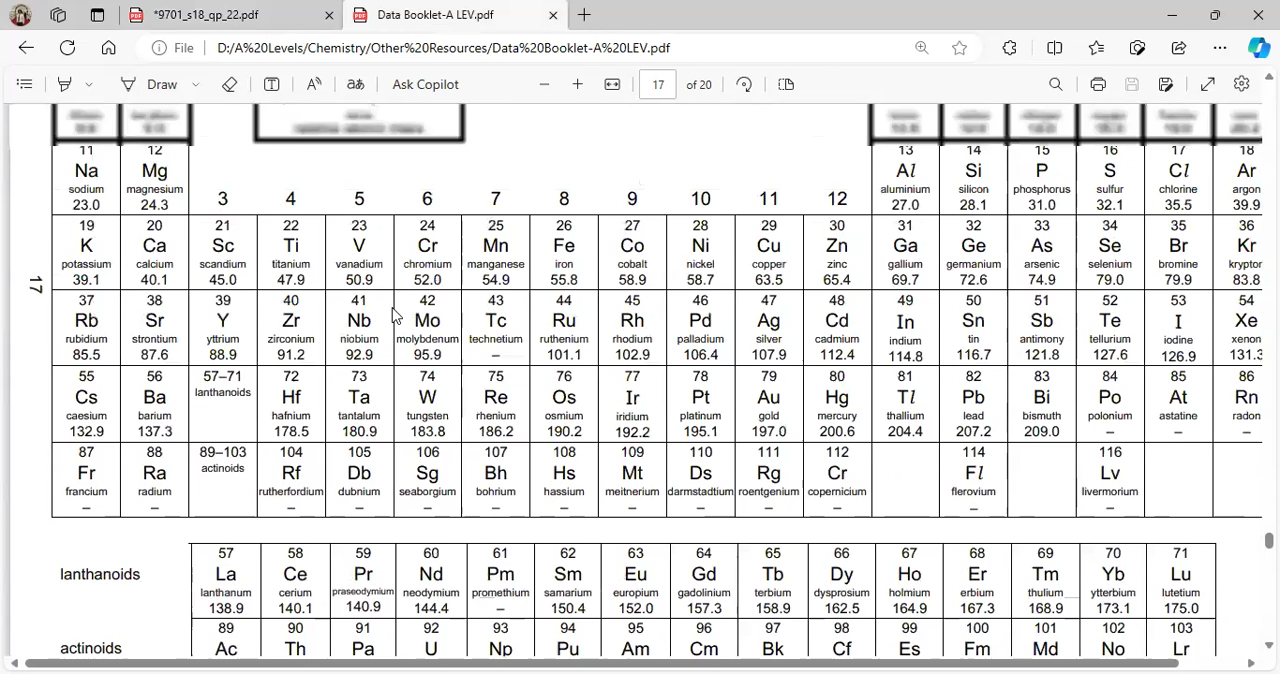 *9701_s18_qp_22.pdf Data Booklet-A LEV.pdf
File D:/A%20Levels/Chemistry/Other%20Resources/Data%20Booklet-A%20LEV.pdf
Draw aあ Ask Copilot 17 of 20
11 12 13 14 15 16 17 18
Na Mg Al Si P S Cl Ar
sodium magnesium aluminium silicon phosphorus sulfur chlorine argon
23.0 24.3 3 4 5 6 7 8 9 10 11 12 27.0 28.1 31.0 32.1 35.5 39.9
19 20 21 22 23 24 25 26 27 28 29 30 31 32 33 34 35 36
K Ca Sc Ti V Cr Mn Fe Co Ni Cu Zn Ga Ge As Se Br Kr
potassium calcium scandium titanium vanadium chromium manganese iron cobalt nickel copper zinc gallium germanium arsenic selenium bromine krypton
39.1 40.1 45.0 47.9 50.9 52.0 54.9 55.8 58.9 58.7 63.5 65.4 69.7 72.6 74.9 79.0 79.9 83.8
17
37 38 39 40 41 42 43 44 45 46 47 48 49 50 51 52 53 54
Rb Sr Y Zr Nb Mo Tc Ru Rh Pd Ag Cd In Sn Sb Te I Xe
rubidium strontium yttrium zirconium niobium molybdenum technetium ruthenium rhodium palladium silver cadmium indium tin antimony tellurium iodine xenon
85.5 87.6 88.9 91.2 92.9 95.9 – 101.1 102.9 106.4 107.9 112.4 114.8 116.7 121.8 127.6 126.9 131.3
55 56 57–71 72 73 74 75 76 77 78 79 80 81 82 83 84 85 86
Cs Ba lanthanoids Hf Ta W Re Os Ir Pt Au Hg Tl Pb Bi Po At Rn
caesium barium hafnium tantalum tungsten rhenium osmium iridium platinum gold mercury thallium lead bismuth polonium astatine radon
132.9 137.3 178.5 180.9 183.8 186.2 190.2 192.2 195.1 197.0 200.6 204.4 207.2 209.0 – – –
87 88 89–103 104 105 106 107 108 109 110 111 112 114 116
Fr Ra actinoids Rf Db Sg Bh Hs Mt Ds Rg Cr Fl Lv
francium radium rutherfordium dubnium seaborgium bohrium hassium meitnerium darmstadtium roentgenium copernicium flerovium livermorium
– – – – – – – – – – – – – –
57 58 59 60 61 62 63 64 65 66 67 68 69 70 71
lanthanoids La Ce Pr Nd Pm Sm Eu Gd Tb Dy Ho Er Tm Yb Lu
lanthanum cerium praseodymium neodymium promethium samarium europium gadolinium terbium dysprosium holmium erbium thulium ytterbium lutetium
138.9 140.1 140.9 144.4 – 150.4 152.0 157.3 158.9 162.5 164.9 167.3 168.9 173.1 175.0
89 90 91 92 93 94 95 96 97 98 99 100 101 102 103
actinoids Ac Th Pa U Np Pu Am Cm Bk Cf Es Fm Md No Lr